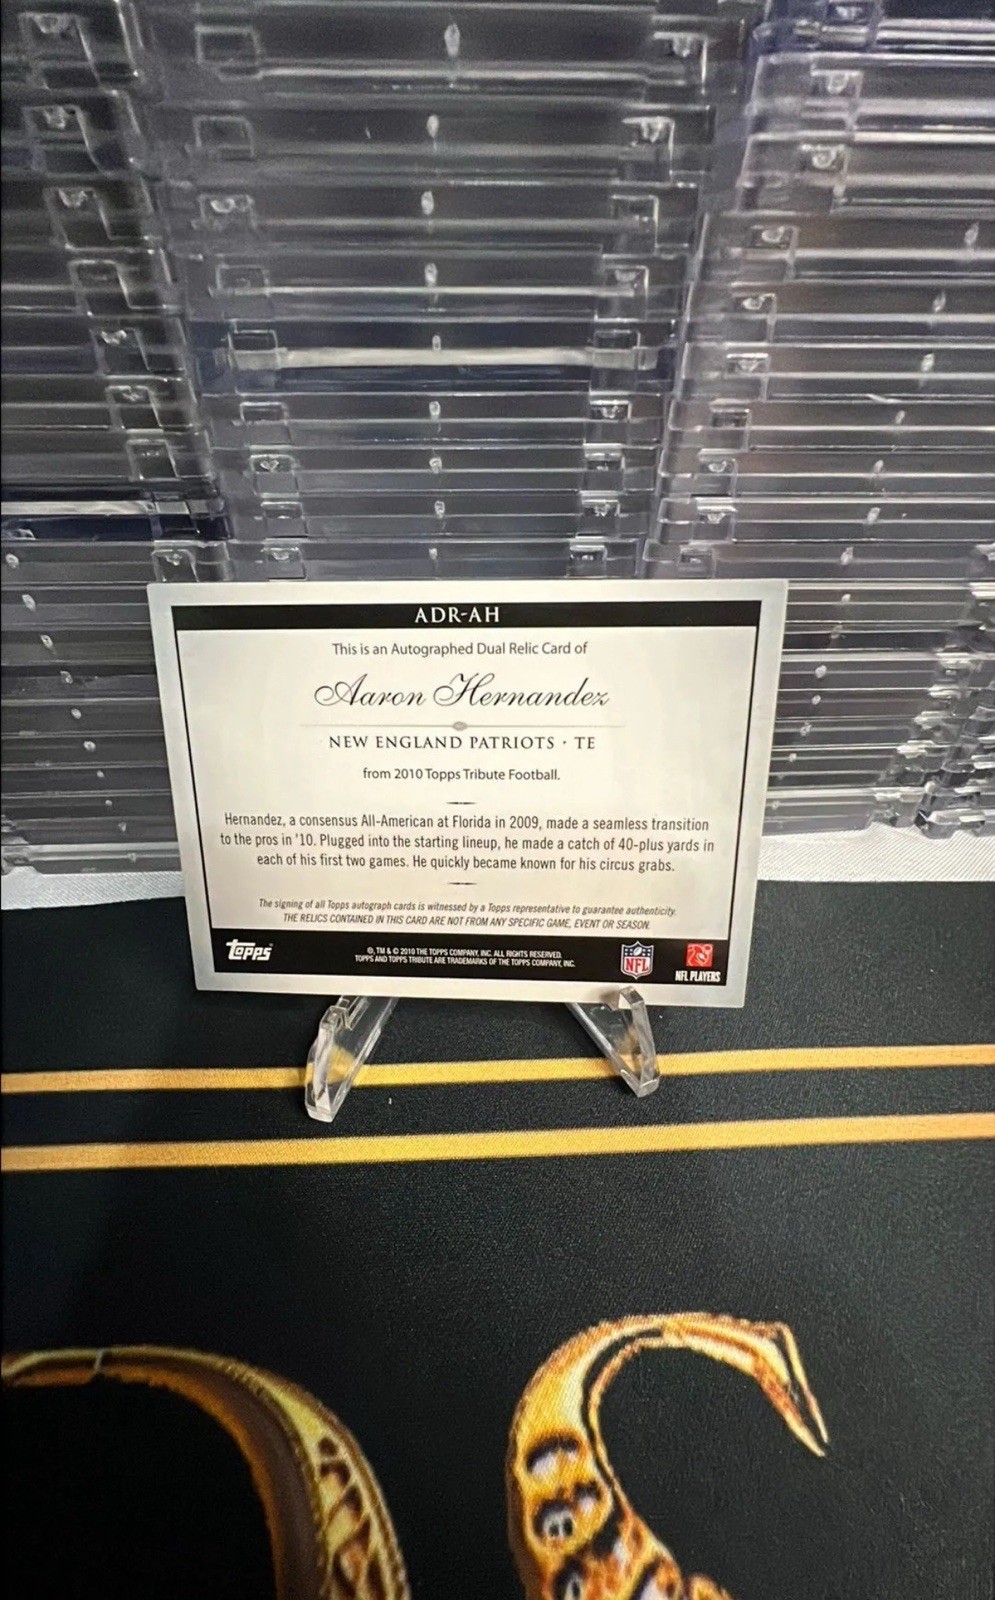 ADR-AH
This is an Autographed Dual Relic Card of
Aaron Hernandez
NEW ENGLAND PATRIOTS · TE
from 2010 Topps Tribute Football.
Hernandez, a consensus All-American at Florida in 2009, made a seamless transition
to the pros in '10. Plugged into the starting lineup, he made a catch of 40-plus yards in
each of his first two games. He quickly became known for his circus grabs.
The signing of all Topps autograph cards is witnessed by a Topps representative to guarantee authenticity.
THE RELICS CONTAINED IN THIS CARD ARE NOT FROM ANY SPECIFIC GAME, EVENT OR SEASON.
Topps
®, TM & © 2010 THE TOPPS COMPANY, INC. ALL RIGHTS RESERVED.
TOPPS AND TOPPS TRIBUTE ARE TRADEMARKS OF THE TOPPS COMPANY, INC.
NFL
NFL PLAYERS